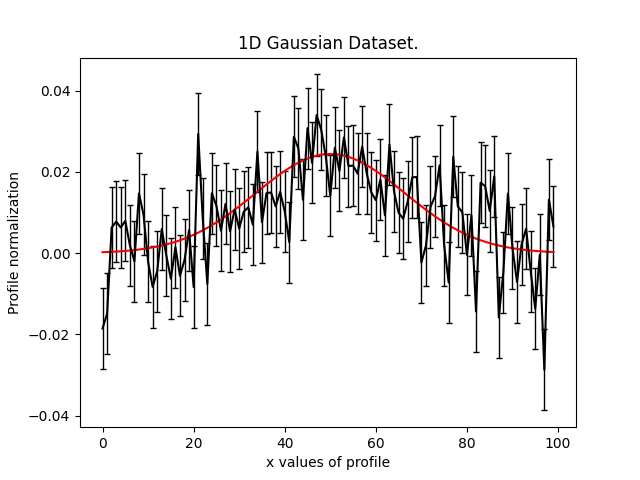 1D Gaussian Dataset.
Profile normalization
0.04
0.02
0.00
−0.02
−0.04
0 20 40 60 80 100
x values of profile